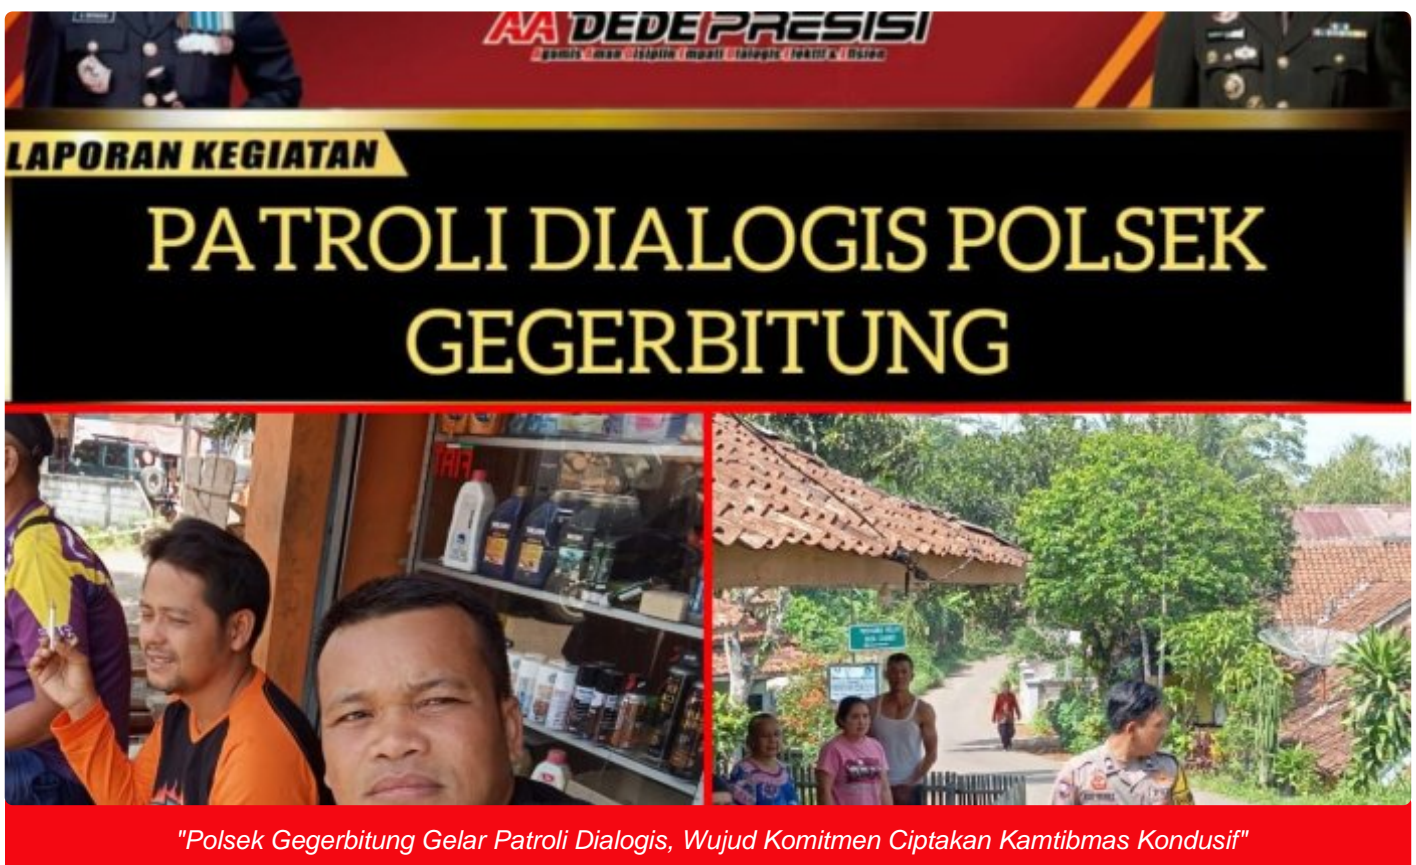 AA DEDE PRESISI
LAPORAN KEGIATAN
PATROLI DIALOGIS POLSEK
GEGERBITUNG
"Polsek Gegerbitung Gelar Patroli Dialogis, Wujud Komitmen Ciptakan Kamtibmas Kondusif"